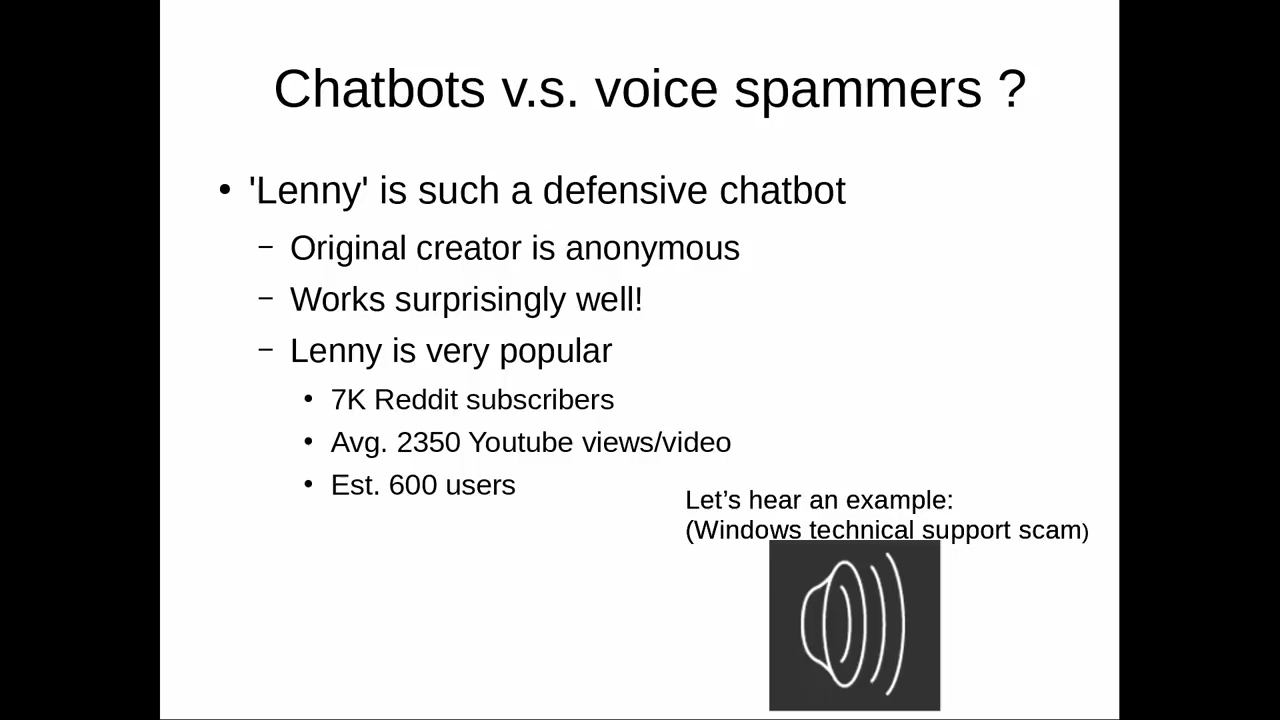 Chatbots v.s. voice spammers ?
• 'Lenny' is such a defensive chatbot
– Original creator is anonymous
– Works surprisingly well!
– Lenny is very popular
• 7K Reddit subscribers
• Avg. 2350 Youtube views/video
• Est. 600 users
Let’s hear an example:
(Windows technical support scam)